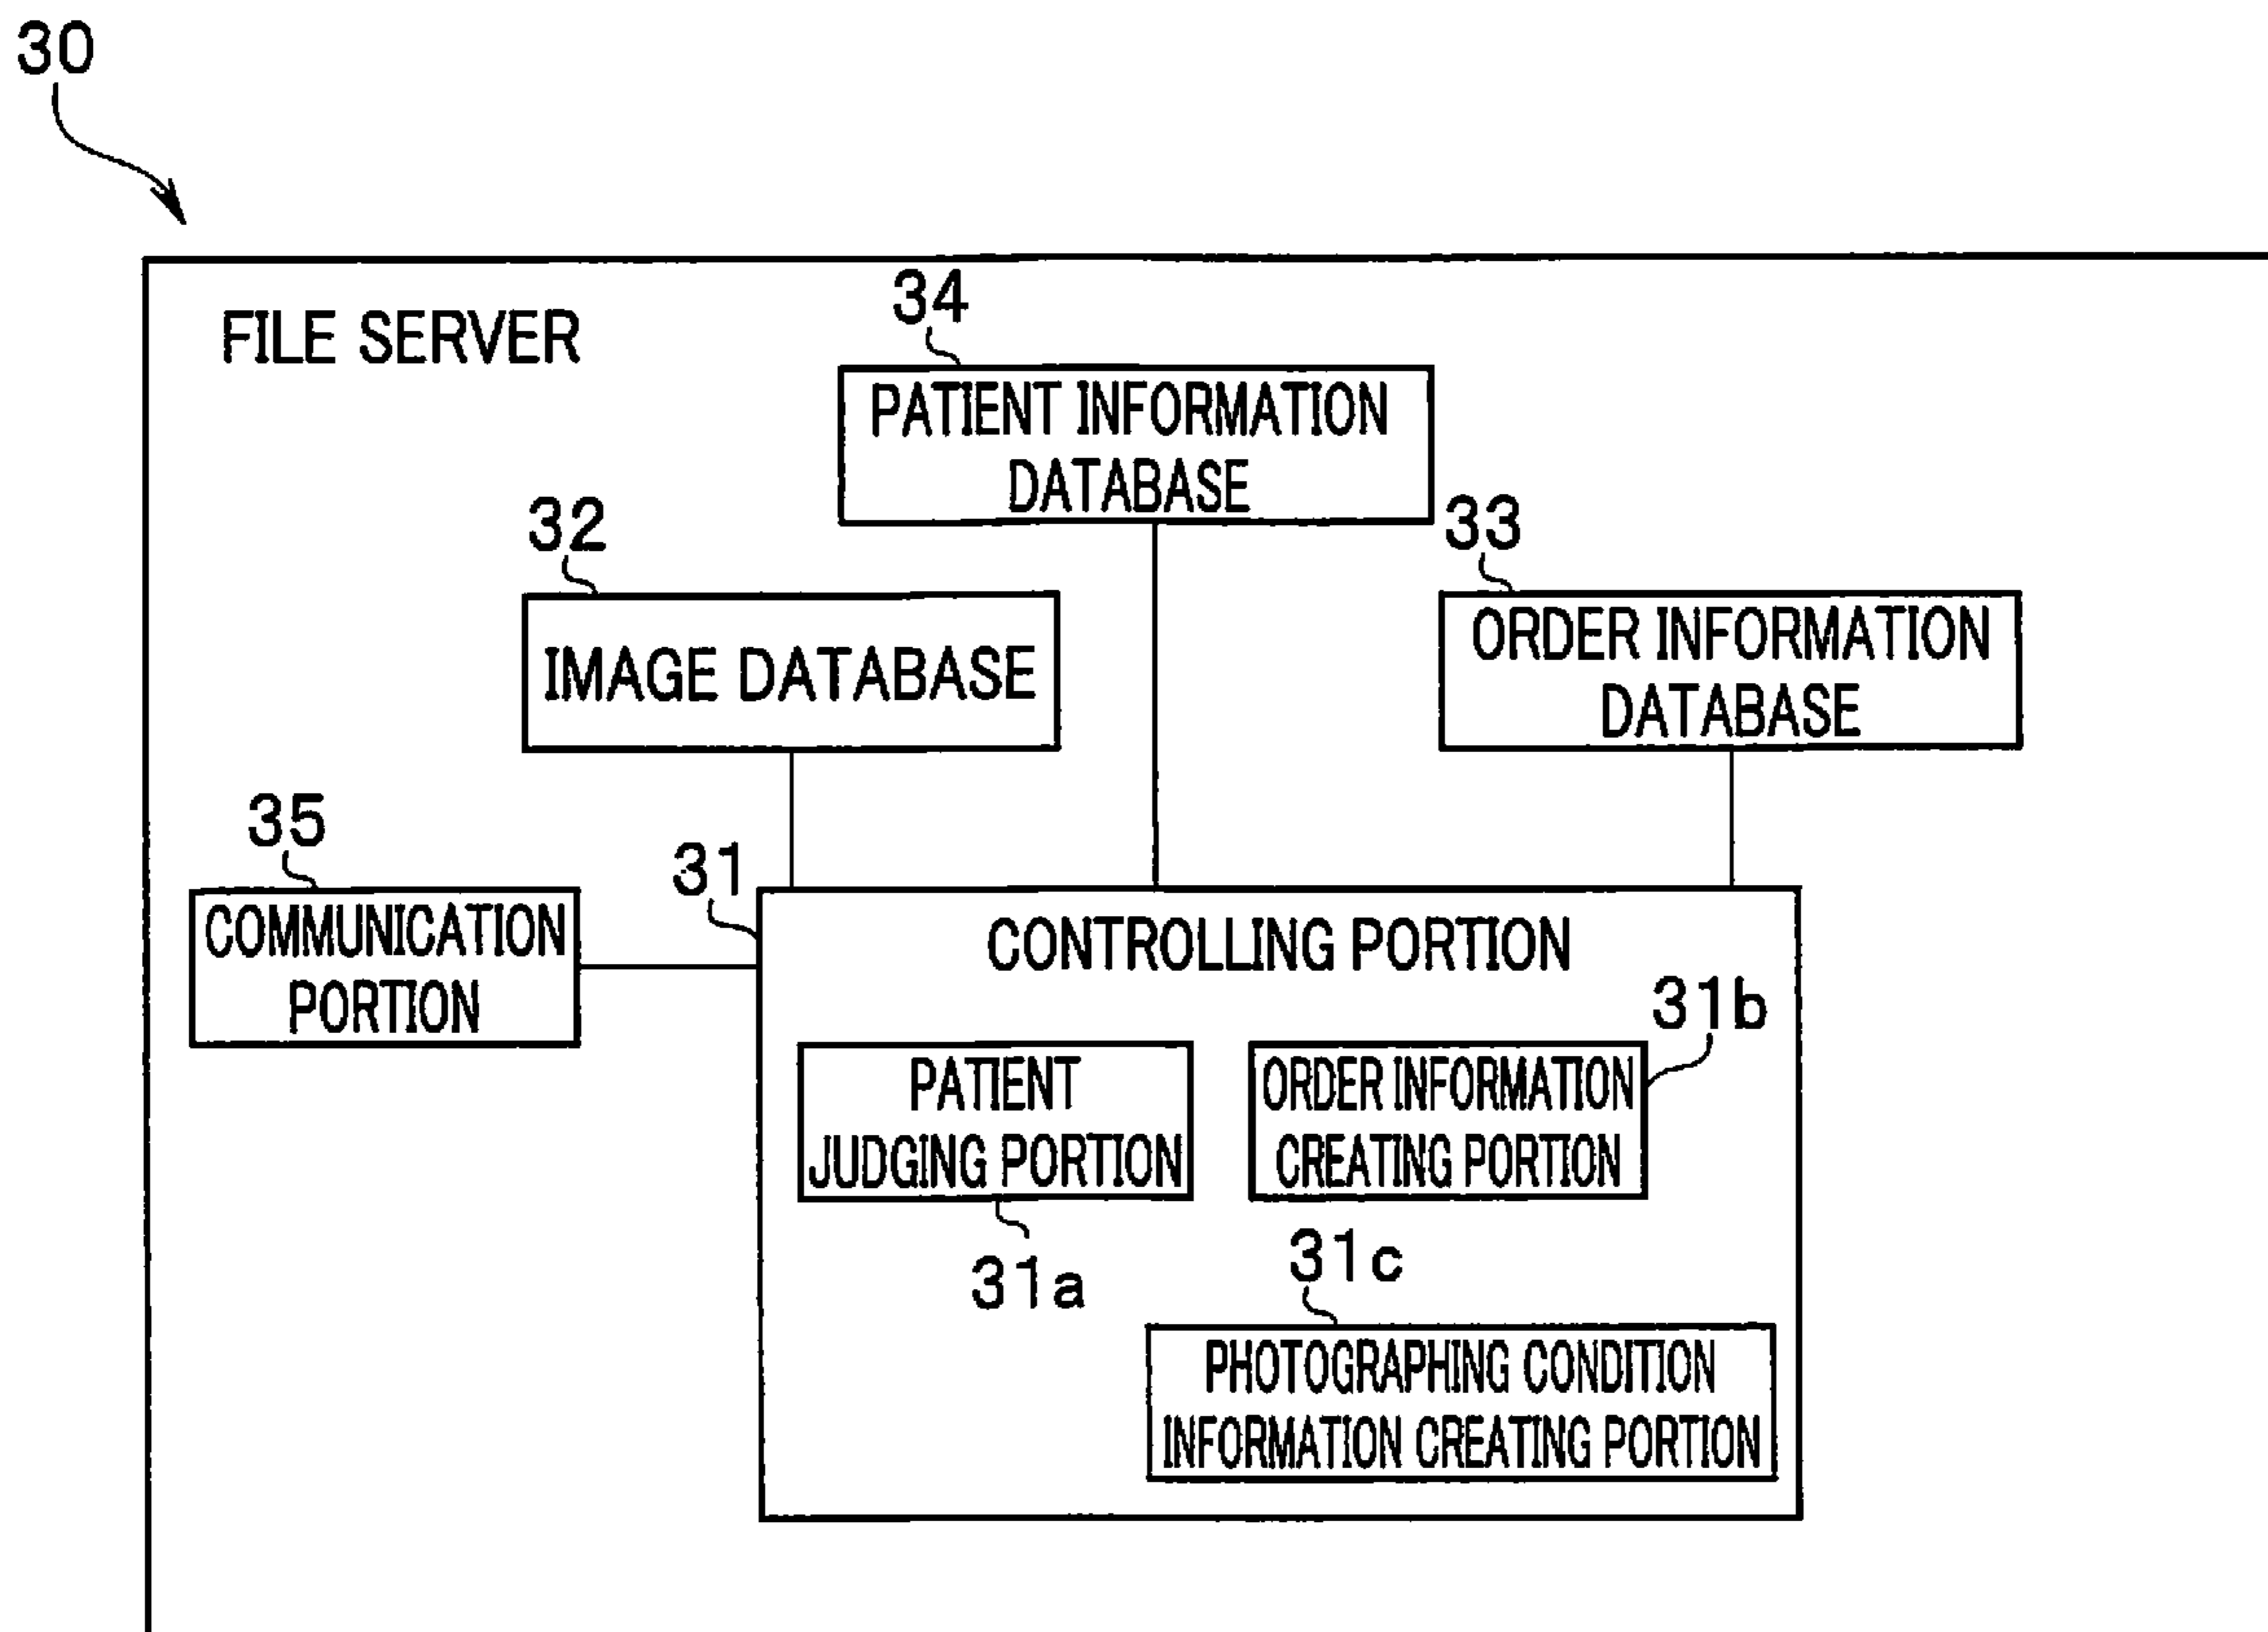 30
FILE SERVER
34
PATIENT INFORMATION
DATABASE
32
IMAGE DATABASE
33
ORDER INFORMATION
DATABASE
35
COMMUNICATION
PORTION
31
CONTROLLING PORTION
31b
PATIENT
JUDGING PORTION
ORDER INFORMATION
CREATING PORTION
31a
31c
PHOTOGRAPHING CONDITION
INFORMATION CREATING PORTION